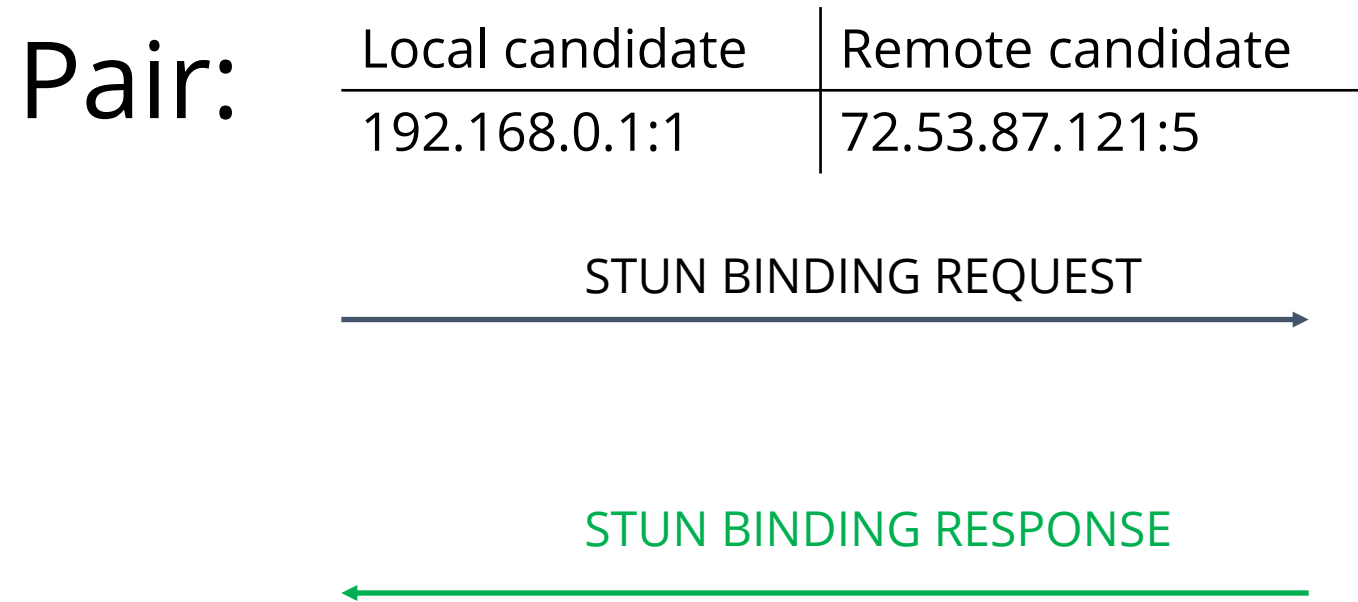 Pair:
Local candidate Remote candidate
192.168.0.1:1 72.53.87.121:5
STUN BINDING REQUEST
STUN BINDING RESPONSE